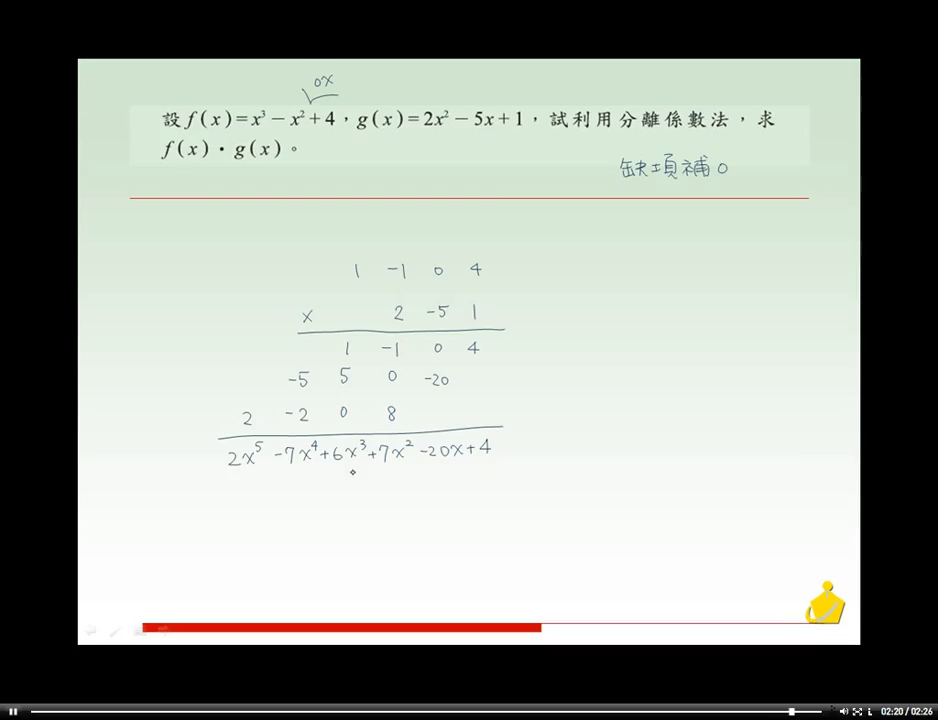 0x
設 f(x)=x³－x²＋4，g(x)=2x²－5x＋1，試利用分離係數法，求
f(x)・g(x)。
缺項補0
1 -1 0 4
x 2 -5 1
1 -1 0 4
-5 5 0 -20
2 -2 0 8
2x⁵ -7x⁴+6x³+7x² -20x+4
02:20 / 02:26